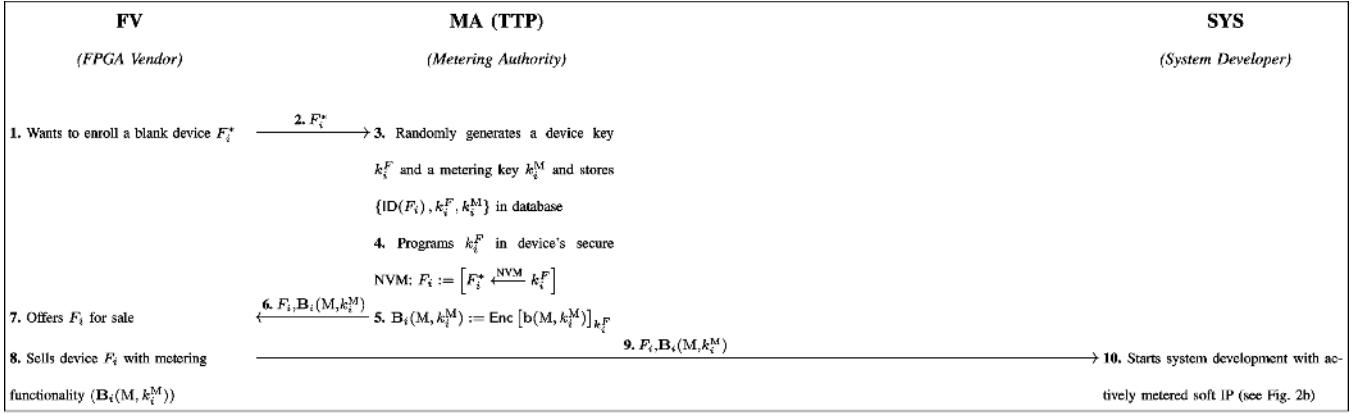 FV MA (TTP) SYS
(FPGA Vendor) (Metering Authority) (System Developer)
1. Wants to enroll a blank device F_i^*
2. F_i^*
3. Randomly generates a device key
k_i^F and a metering key k_i^M and stores
{ID(F_i), k_i^F, k_i^M} in database
4. Programs k_i^F in device's secure
NVM: F_i := [F_i^* ←NVM k_i^F]
5. B_i(M, k_i^M) := Enc [b(M, k_i^M)]_{k_i^F}
6. F_i,B_i(M,k_i^M)
7. Offers F_i for sale
8. Sells device F_i with metering
functionality (B_i(M, k_i^M))
9. F_i,B_i(M,k_i^M)
10. Starts system development with ac-
tively metered soft IP (see Fig. 2b)